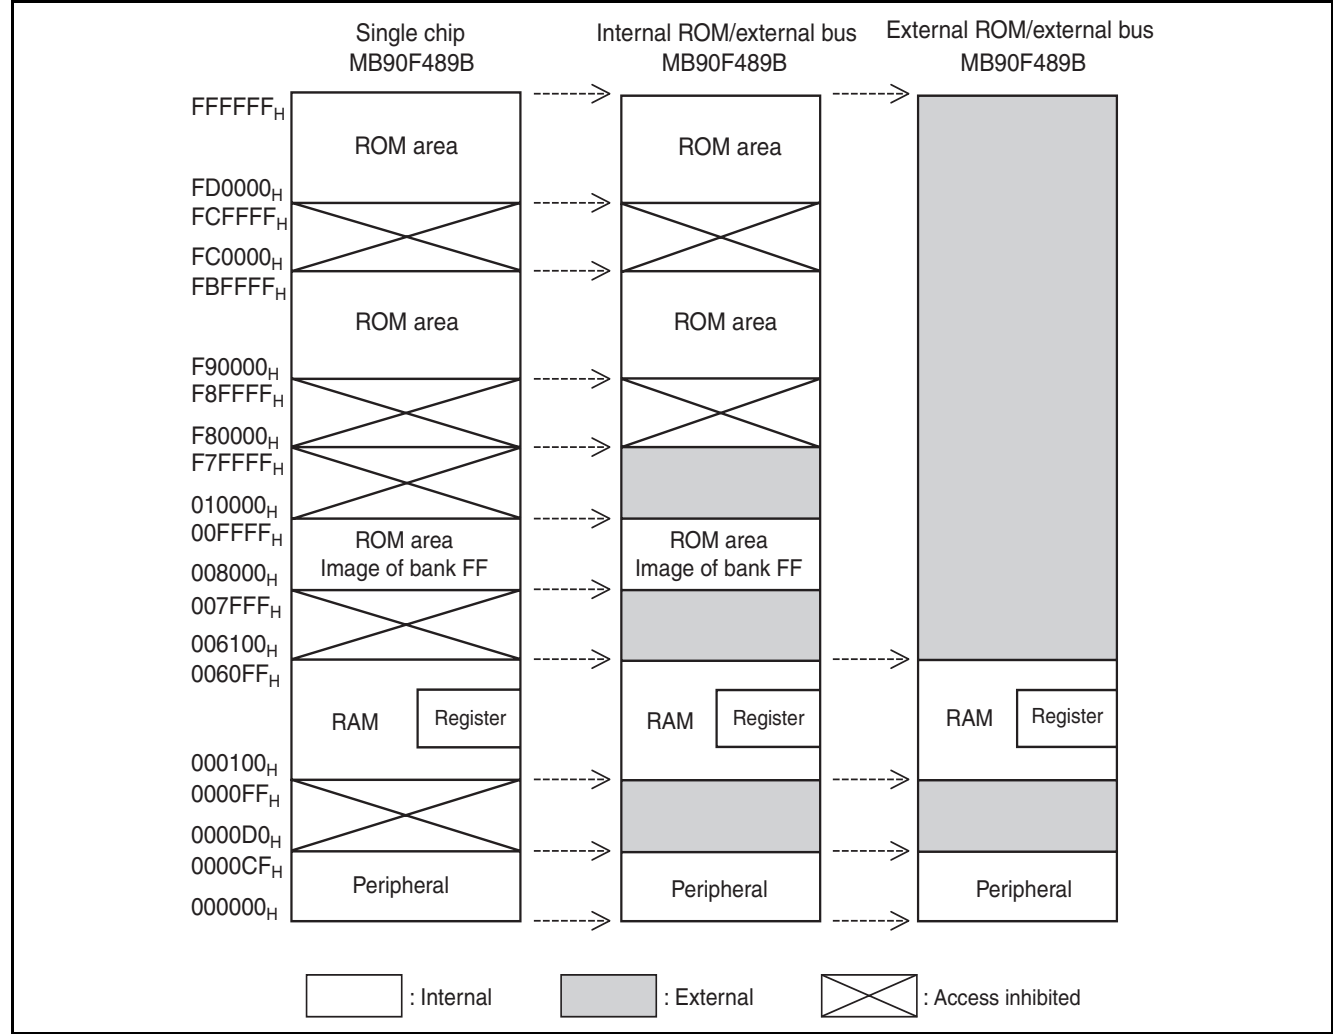 Single chip
MB90F489B
Internal ROM/external bus
MB90F489B
External ROM/external bus
MB90F489B
FFFFFFH
ROM area
ROM area
FD0000H
FCFFFFH
FC0000H
FBFFFFH
ROM area
ROM area
F90000H
F8FFFFH
F80000H
F7FFFFH
010000H
00FFFFH
ROM area
Image of bank FF
ROM area
Image of bank FF
008000H
007FFFH
006100H
0060FFH
RAM
Register
RAM
Register
RAM
Register
000100H
0000FFH
0000D0H
0000CFH
Peripheral
Peripheral
Peripheral
000000H
: Internal
: External
: Access inhibited